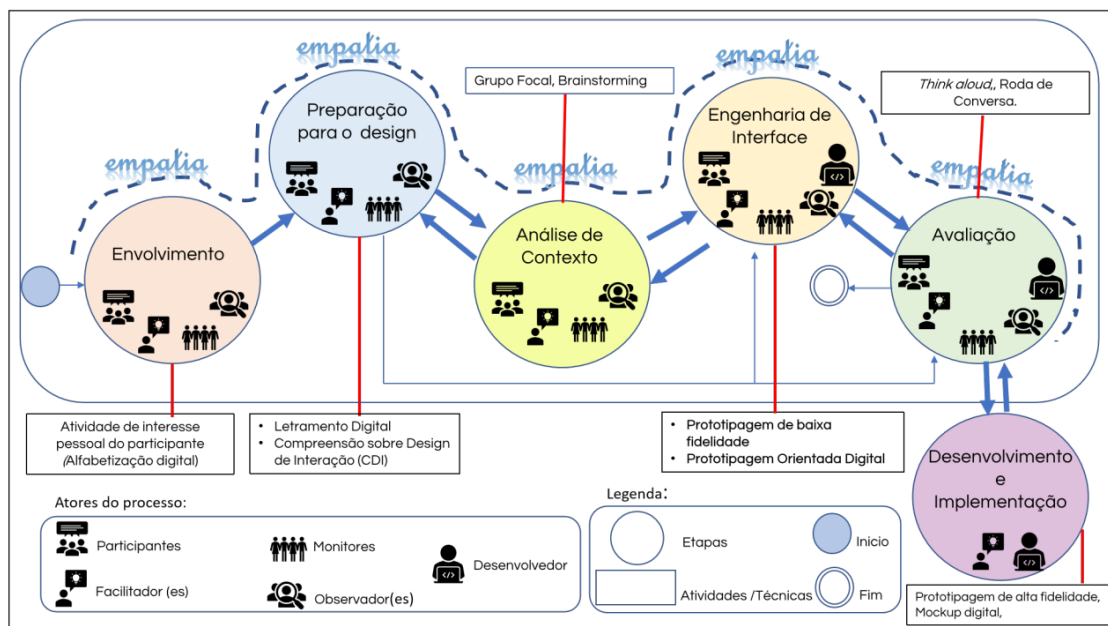 empatia
empatia
Grupo Focal, Brainstorming
Think aloud,, Roda de
Conversa.
Preparação
para o design
Engenharia de
Interface
empatia
empatia
empatia
Envolvimento
Análise de
Contexto
Avaliação
Atividade de interesse
pessoal do participante
(Alfabetização digital)
• Letramento Digital
• Compreensão sobre Design
de Interação (CDI)
• Prototipagem de baixa
fidelidade
• Prototipagem Orientada Digital
Desenvolvimento
e
Implementação
Atores do processo:
Participantes
Monitores
Desenvolvedor
Facilitador (es)
Observador(es)
Legenda:
Etapas
Inicio
Atividades /Técnicas
Fim
Prototipagem de alta fidelidade,
Mockup digital,